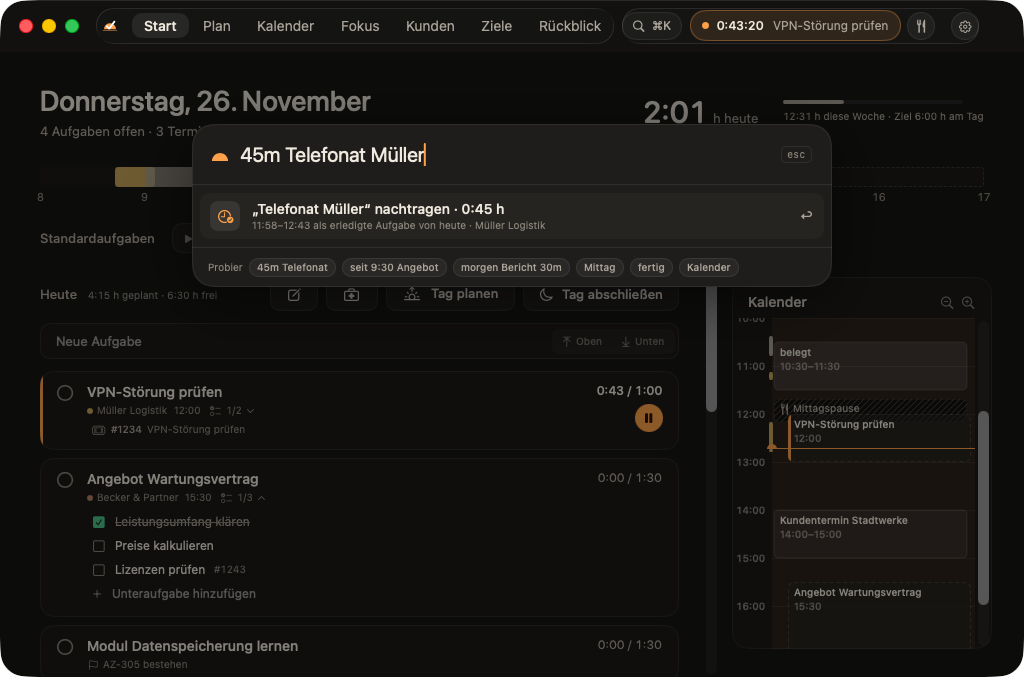 Start Plan Kalender Fokus Kunden Ziele Rückblick ⌘K 0:43:20 VPN-Störung prüfen
Donnerstag, 26. November
4 Aufgaben offen · 3
2:01 h heute
12:31 h diese Woche · Ziel 6:00 h am Tag
45m Telefonat Müller
esc
„Telefonat Müller“ nachtragen · 0:45 h
11:58–12:43 als erledigte Aufgabe von heute · Müller Logistik
Probier 45m Telefonat seit 9:30 Angebot morgen Bericht 30m Mittag fertig Kalender
8 9 16 17
Standardaufgaben
Heute 4:15 h geplant · 6:30 h frei
Tag planen
Tag abschließen
Neue Aufgabe
Oben
Unten
VPN-Störung prüfen
0:43 / 1:00
Müller Logistik 12:00 1/2
#1234 VPN-Störung prüfen
Angebot Wartungsvertrag
0:00 / 1:30
Becker & Partner 15:30 1/3
Leistungsumfang klären
Preise kalkulieren
Lizenzen prüfen #1243
Unteraufgabe hinzufügen
Modul Datenspeicherung lernen
0:00 / 1:30
AZ-305 bestehen
Kalender
10:00
belegt
10:30–11:30
11:00
Mittagspause
12:00
VPN-Störung prüfen
12:00
13:00
14:00
Kundentermin Stadtwerke
14:00–15:00
15:00
Angebot Wartungsvertrag
15:30
16:00